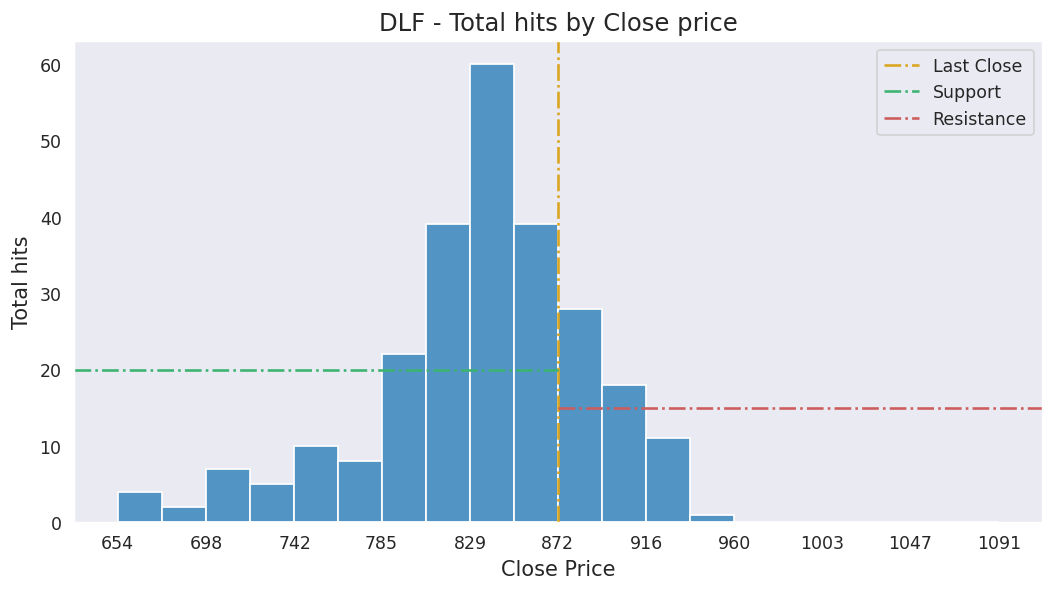 DLF - Total hits by Close price
Last Close
Support
Resistance
Total hits
60
50
40
30
20
10
0
654 698 742 785 829 872 916 960 1003 1047 1091
Close Price